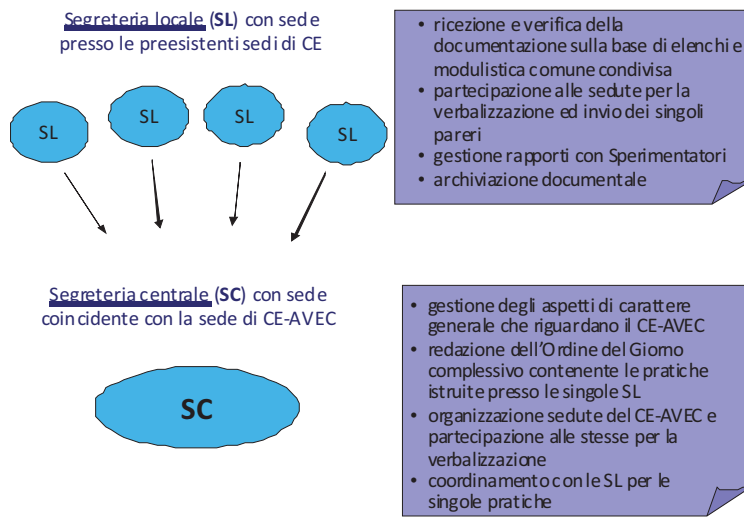 Segreteria locale (SL) con sede
presso le preesistenti sedi di CE
SL
SL
SL
SL
• ricezione e verifica della
documentazione sulla base di elenchi e
modulistica comune condivisa
• partecipazione alle sedute per la
verbalizzazione ed invio dei singoli
pareri
• gestione rapporti con Sperimentatori
• archiviazione documentale
Segreteria centrale (SC) con sede
coincidente con la sede di CE-AVEC
SC
• gestione degli aspetti di carattere
generale che riguardano il CE-AVEC
• redazione dell'Ordine del Giorno
complessivo contenente le pratiche
istruite presso le singole SL
• organizzazione sedute del CE-AVEC e
partecipazione alle stesse per la
verbalizzazione
• coordinamento con le SL per le
singole pratiche